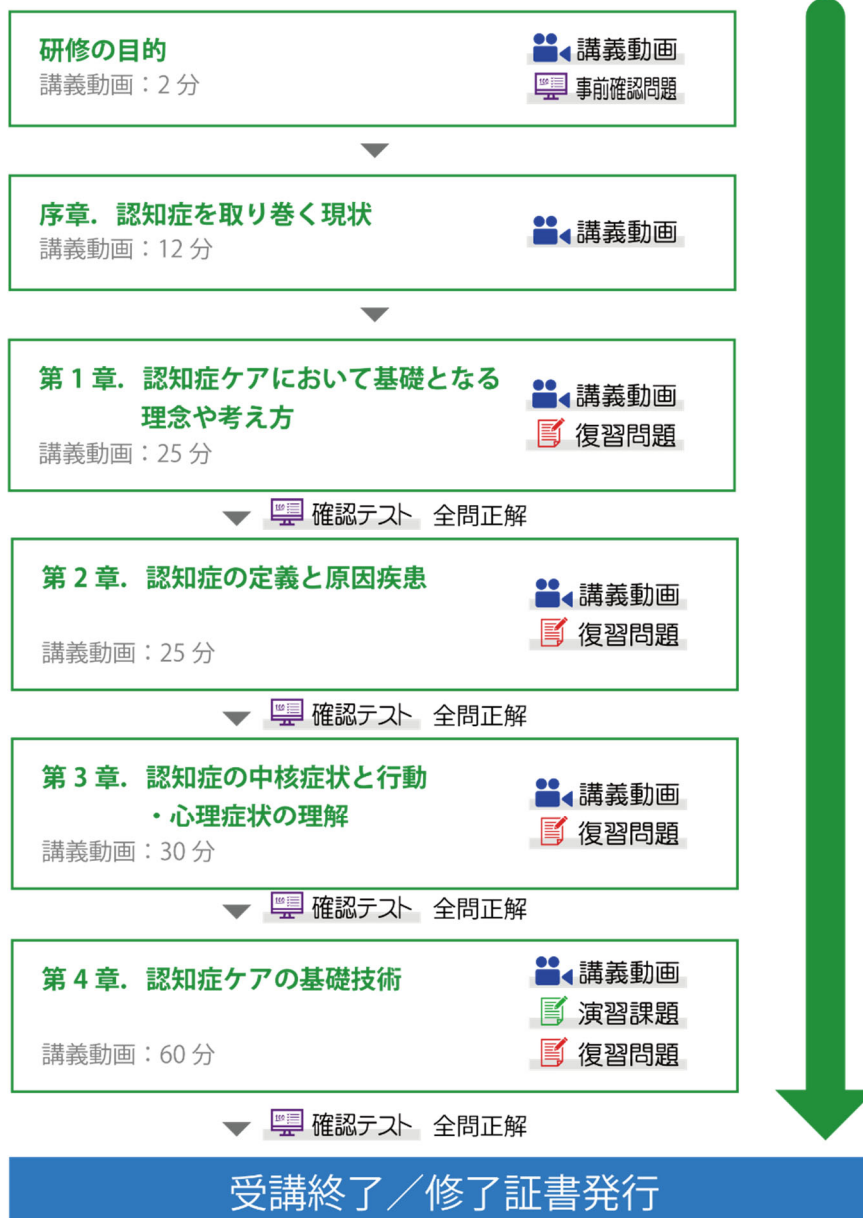 研修の目的
講義動画：2 分
講義動画
事前確認問題
序章．認知症を取り巻く現状
講義動画：12 分
講義動画
第 1 章．認知症ケアにおいて基礎となる
理念や考え方
講義動画：25 分
講義動画
復習問題
確認テスト 全問正解
第 2 章．認知症の定義と原因疾患
講義動画：25 分
講義動画
復習問題
確認テスト 全問正解
第 3 章．認知症の中核症状と行動
・心理症状の理解
講義動画：30 分
講義動画
復習問題
確認テスト 全問正解
第 4 章．認知症ケアの基礎技術
講義動画：60 分
講義動画
演習課題
復習問題
確認テスト 全問正解
受講終了／修了証書発行